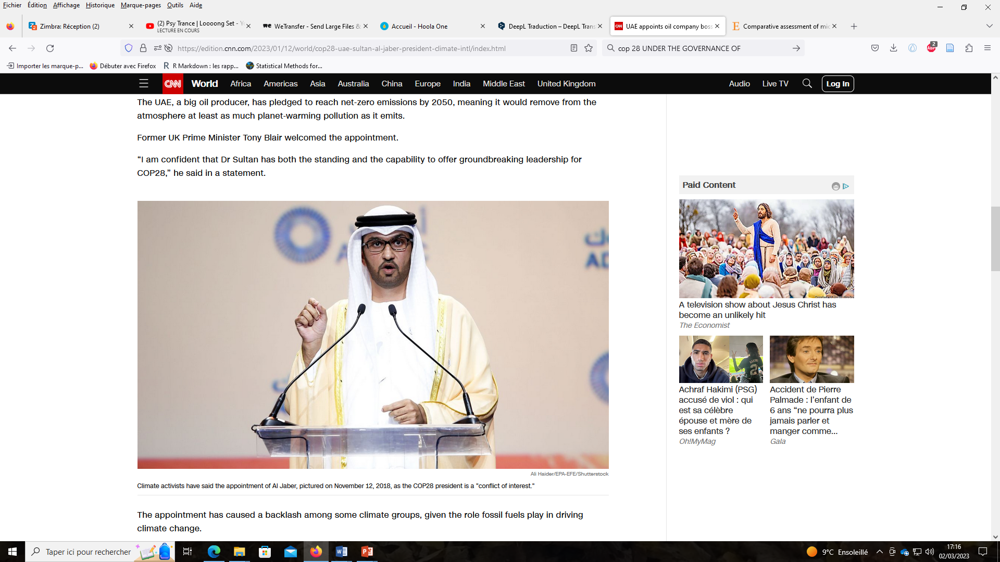 Fichier Édition Affichage Historique Marque-pages Outils Aide
Zimbra: Réception (2)
(2) Psy Trance | Loooong Set - Y
LECTURE EN COURS
WeTransfer - Send Large Files &
Accueil - Hoola One
DeepL Traduction – DeepL Trans
CNN UAE appoints oil company boss
E Comparative assessment of mic
https://edition.cnn.com/2023/01/12/world/cop28-uae-sultan-al-jaber-president-climate-intl/index.html
cop 28 UNDER THE GOVERNANCE OF
ABP 2
Importer les marque-p...
Débuter avec Firefox
R R Markdown : les rapp...
Statistical Methods for...
CNN World Africa Americas Asia Australia China Europe India Middle East United Kingdom Audio Live TV Log In
The UAE, a big oil producer, has pledged to reach net-zero emissions by 2050, meaning it would remove from the
atmosphere at least as much planet-warming pollution as it emits.
Former UK Prime Minister Tony Blair welcomed the appointment.
“I am confident that Dr Sultan has both the standing and the capability to offer groundbreaking leadership for
COP28,” he said in a statement.
Ali Haider/EPA-EFE/Shutterstock
Climate activists have said the appointment of Al Jaber, pictured on November 12, 2018, as the COP28 president is a "conflict of interest."
The appointment has caused a backlash among some climate groups, given the role fossil fuels play in driving
climate change.
Paid Content
A television show about Jesus Christ has
become an unlikely hit
The Economist
HAKIMI
2
Achraf Hakimi (PSG)
accusé de viol : qui
est sa célèbre
épouse et mère de
ses enfants ?
Oh!MyMag
Accident de Pierre
Palmade : l’enfant de
6 ans “ne pourra plus
jamais parler et
manger comme...
Gala
Taper ici pour rechercher
9°C Ensoleillé
17:16
02/03/2023